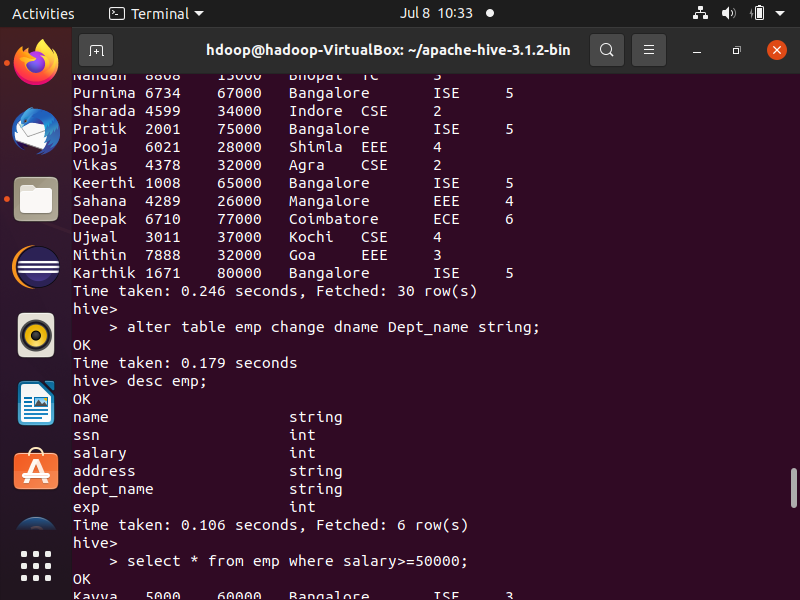 Activities Terminal Jul 8 10:33
hdoop@hadoop-VirtualBox: ~/apache-hive-3.1.2-bin
Nandan 8808 15000 Bhopal TC 3
Purnima 6734 67000 Bangalore ISE 5
Sharada 4599 34000 Indore CSE 2
Pratik 2001 75000 Bangalore ISE 5
Pooja 6021 28000 Shimla EEE 4
Vikas 4378 32000 Agra CSE 2
Keerthi 1008 65000 Bangalore ISE 5
Sahana 4289 26000 Mangalore EEE 4
Deepak 6710 77000 Coimbatore ECE 6
Ujwal 3011 37000 Kochi CSE 4
Nithin 7888 32000 Goa EEE 3
Karthik 1671 80000 Bangalore ISE 5
Time taken: 0.246 seconds, Fetched: 30 row(s)
hive>
> alter table emp change dname Dept_name string;
OK
Time taken: 0.179 seconds
hive> desc emp;
OK
name string
ssn int
salary int
address string
dept_name string
exp int
Time taken: 0.106 seconds, Fetched: 6 row(s)
hive>
> select * from emp where salary>=50000;
OK
Kavya 5000 60000 Bangalore ISE 3